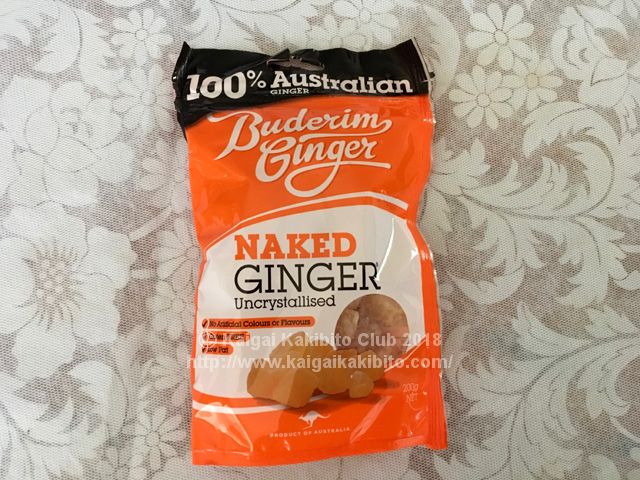 100% Australian
GINGER
Buderim
Ginger
NAKED
GINGER
Uncrystallised
No Artificial Colours or Flavours
Low Fat
Kaigai Kakibito Club 2018
http://www.kaigaikakibito.com/
200g
NET
PRODUCT OF AUSTRALIA